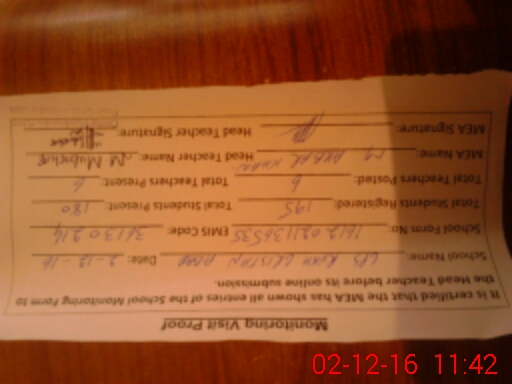 Monitoring Visit Proof
It is certified that the MEA has shown all entries of the School Monitoring Form to
the Head Teacher before its online submission.
School Name: GPS Date: 2-12-16
School Form No: EMIS Code: 36130214
Total Students Registered: 195 Total Students Present: 180
Total Teachers Posted: 6 Total Teachers Present: 6
MEA Name: Head Teacher Name: M Mubashir
MEA Signature: Head Teacher Signature:
02-12-16 11:42